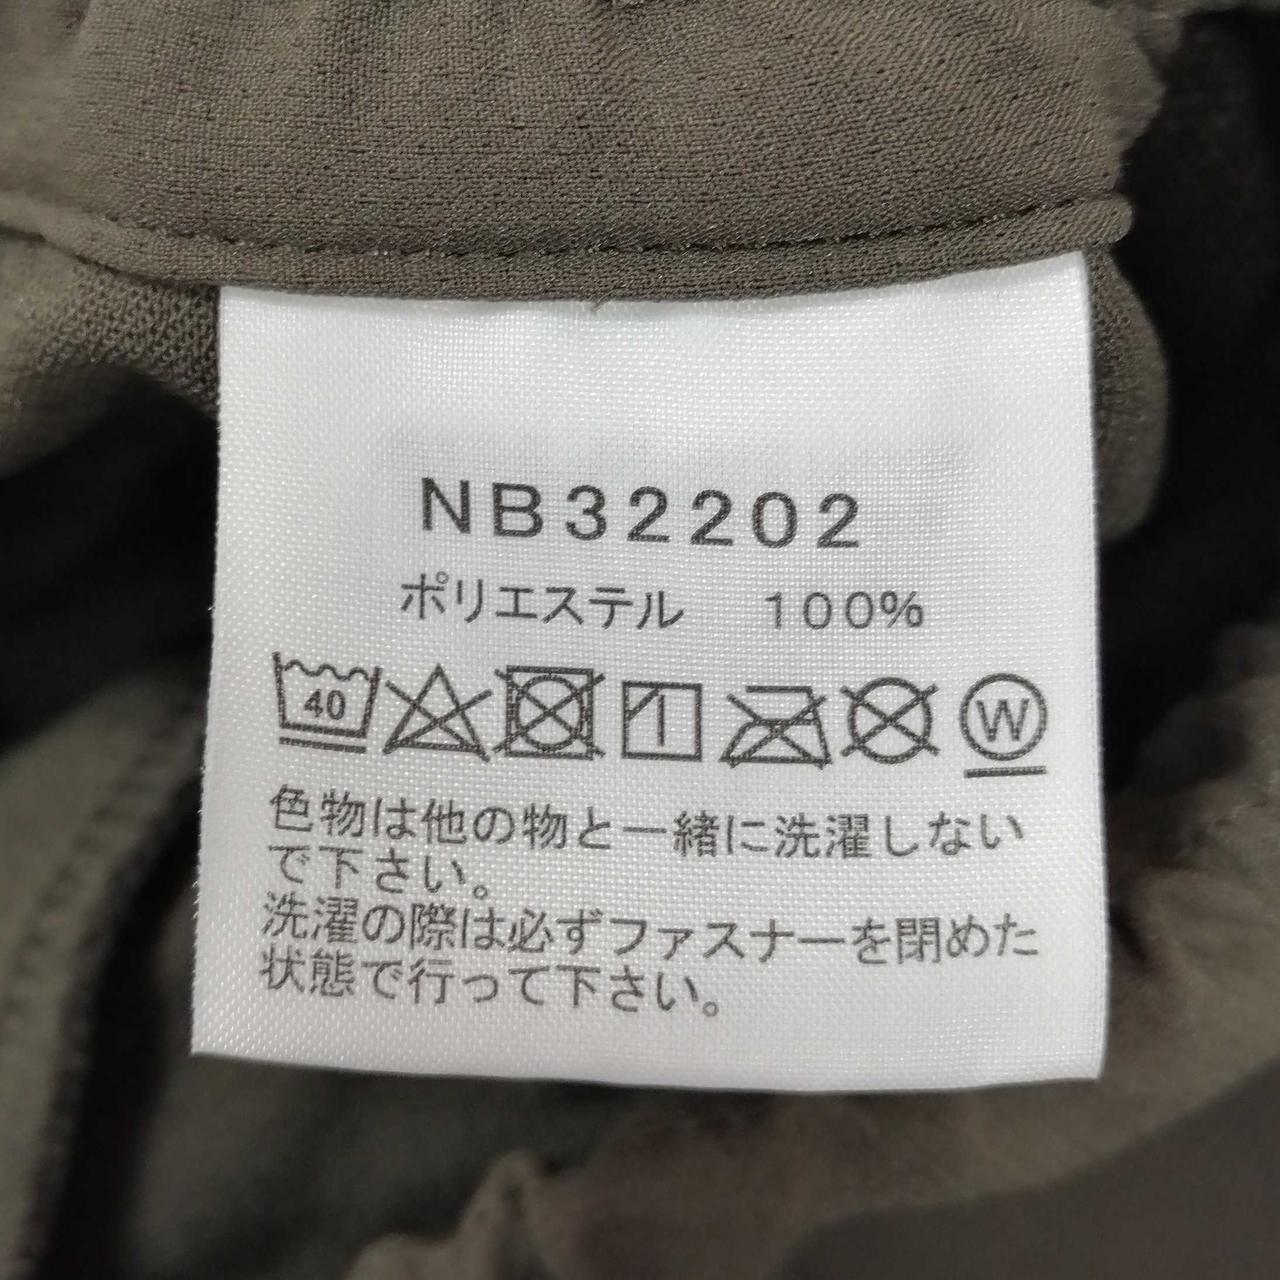 NB32202
ポリエステル 100%
40
W
色物は他の物と一緒に洗濯しない
で下さい。
洗濯の際は必ずファスナーを閉めた
状態で行って下さい。